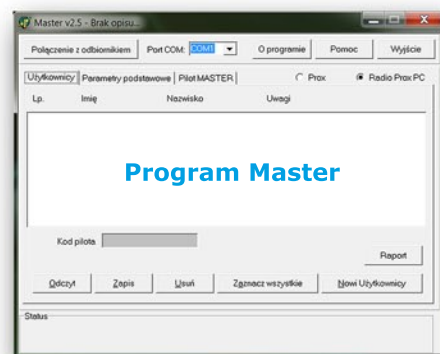 Master v2.5 - Brak opisu...
Połączenie z odbiornikiem Port COM: COM1 O programie Pomoc Wyjście
Użytkownicy Parametry podstawowe Pilot MASTER Prox Radio Prox PC
Lp. Imię Nazwisko Uwagi
Program Master
Kod pilota
Raport
Odczyt Zapis Usuń Zaznacz wszystkie Nowi Użytkownicy
Status